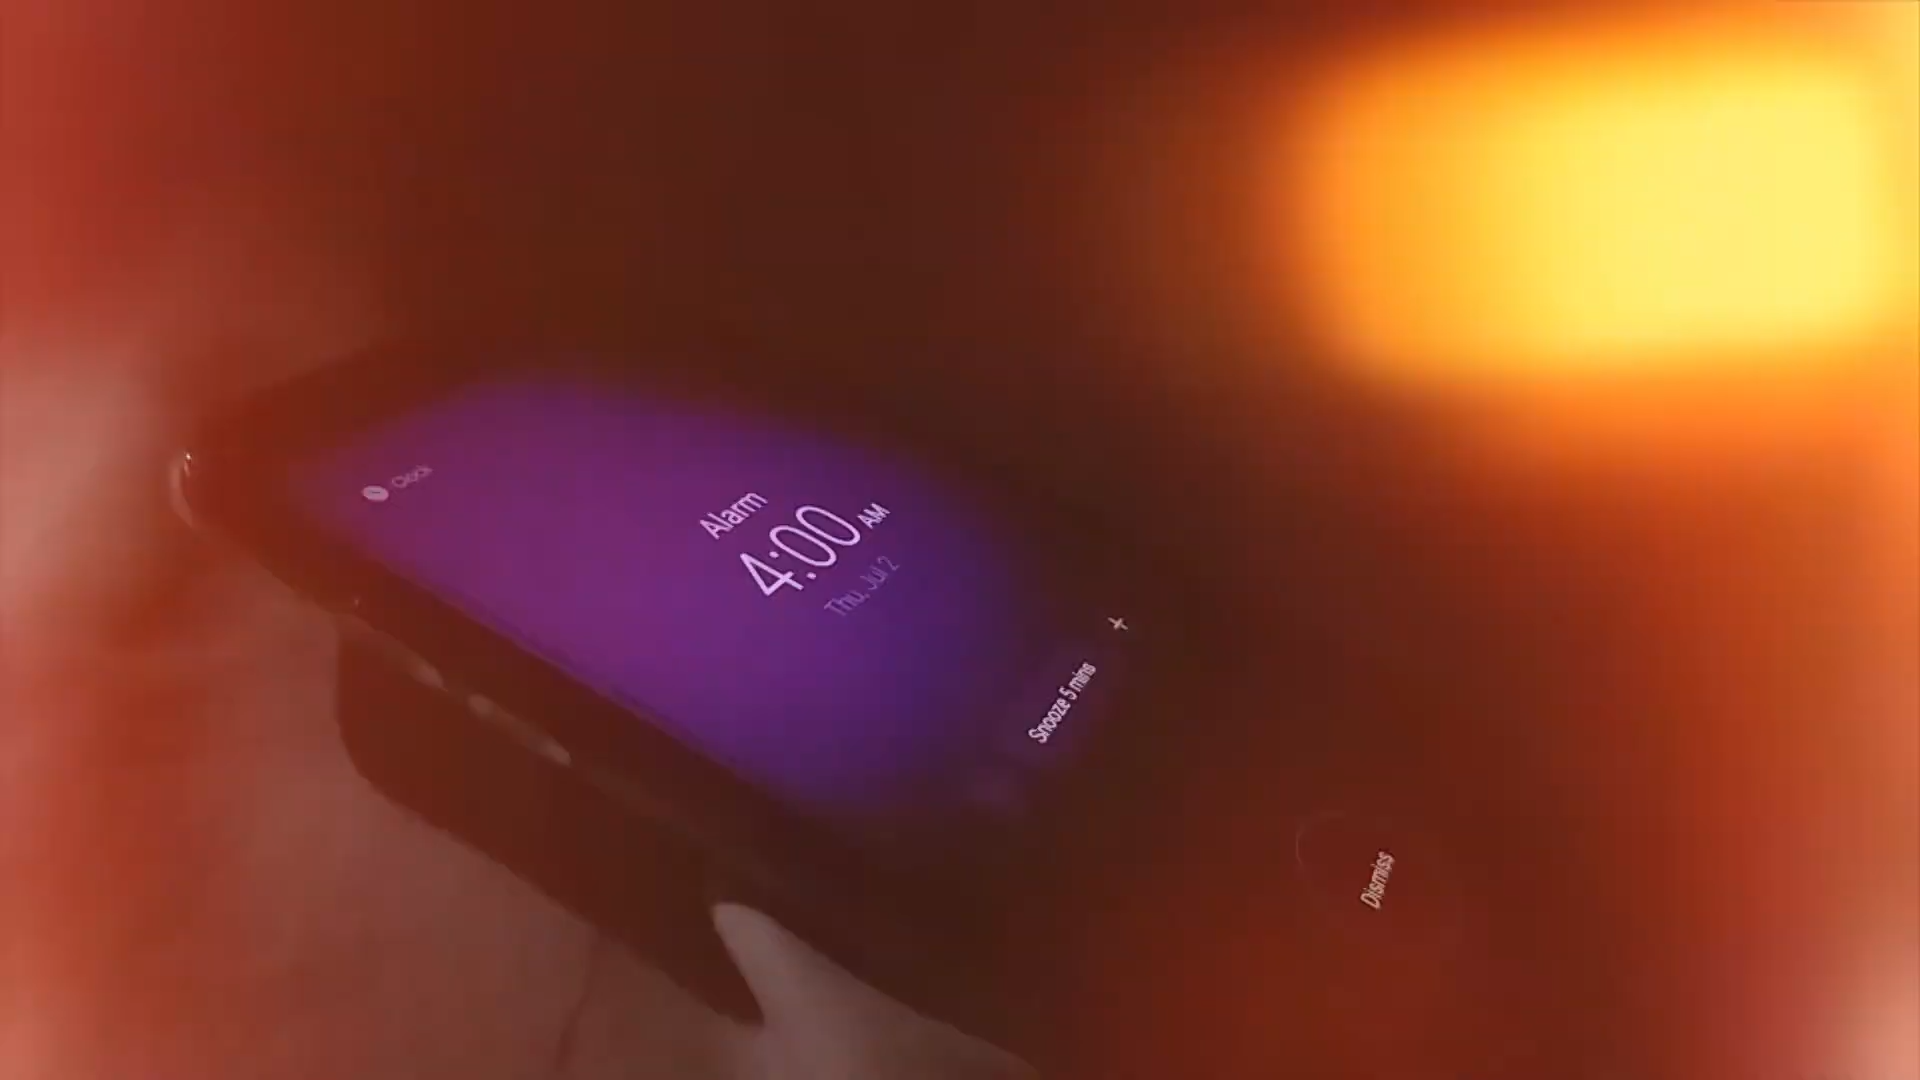 Clock
Alarm
4:00 AM
Thu, Jul 2
Snooze 5 mins +
Dismiss